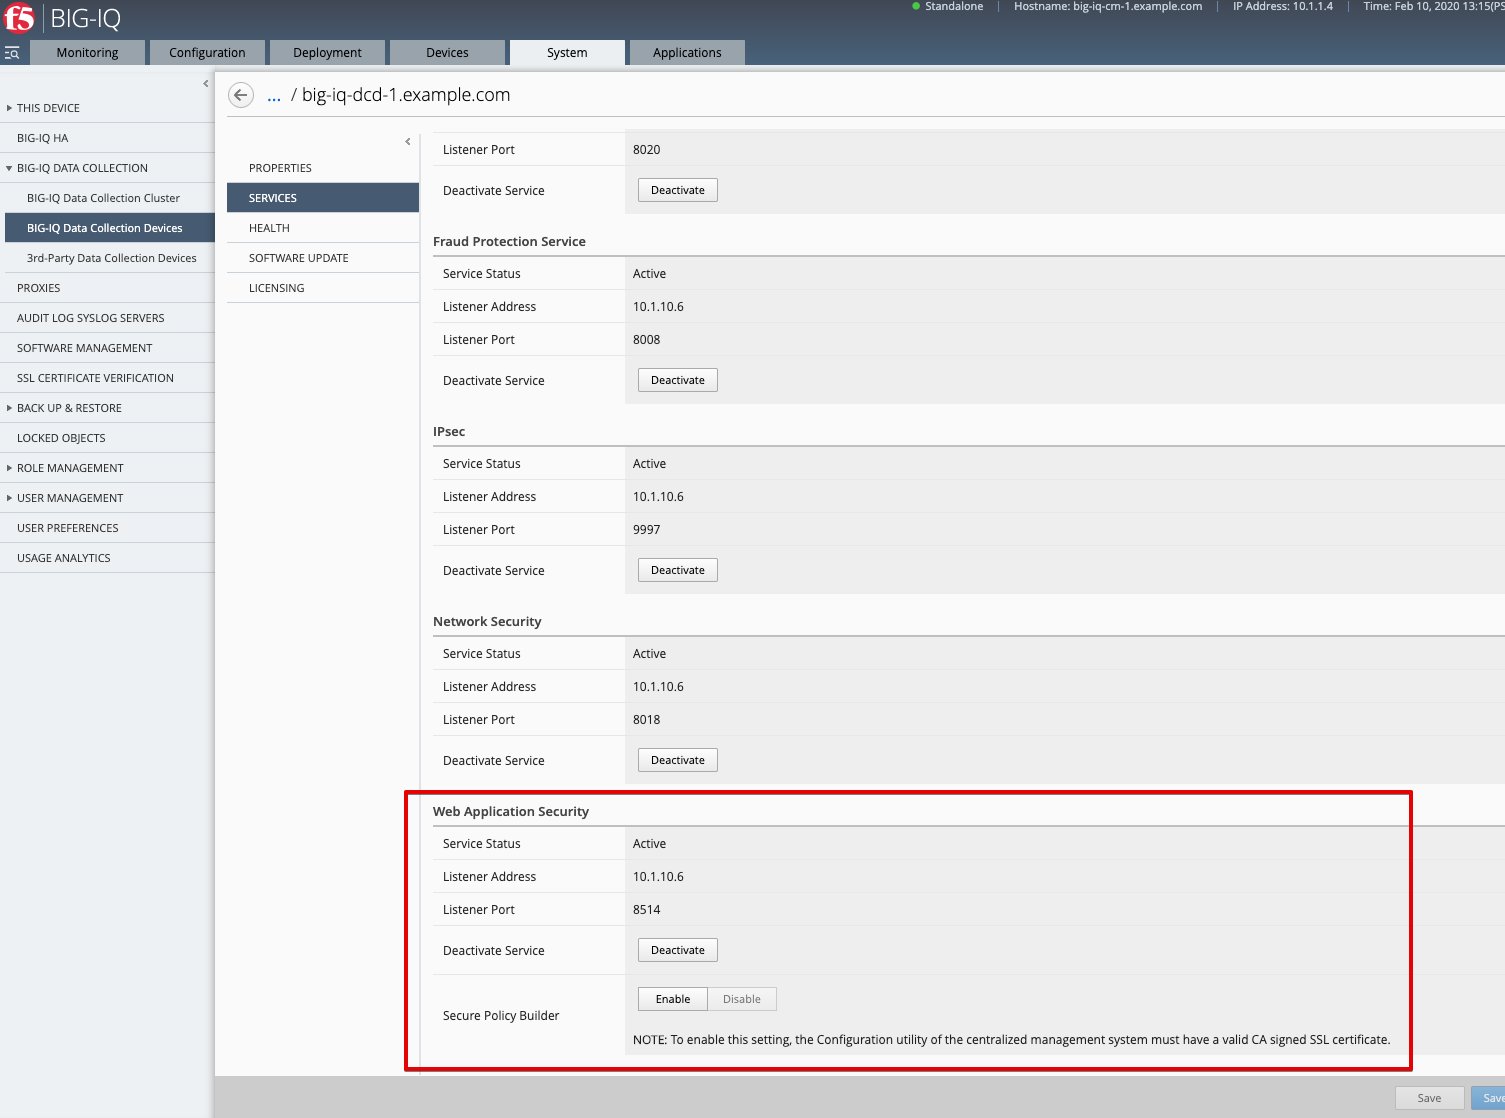 f5 BIG-IQ
Standalone Hostname: big-iq-cm-1.example.com IP Address: 10.1.1.4 Time: Feb 10, 2020 13:15(PS
Monitoring Configuration Deployment Devices System Applications
THIS DEVICE
BIG-IQ HA
BIG-IQ DATA COLLECTION
BIG-IQ Data Collection Cluster
BIG-IQ Data Collection Devices
3rd-Party Data Collection Devices
PROXIES
AUDIT LOG SYSLOG SERVERS
SOFTWARE MANAGEMENT
SSL CERTIFICATE VERIFICATION
BACK UP & RESTORE
LOCKED OBJECTS
ROLE MANAGEMENT
USER MANAGEMENT
USER PREFERENCES
USAGE ANALYTICS
... / big-iq-dcd-1.example.com
PROPERTIES
SERVICES
HEALTH
SOFTWARE UPDATE
LICENSING
Listener Port 8020
Deactivate Service Deactivate
Fraud Protection Service
Service Status Active
Listener Address 10.1.10.6
Listener Port 8008
Deactivate Service Deactivate
IPsec
Service Status Active
Listener Address 10.1.10.6
Listener Port 9997
Deactivate Service Deactivate
Network Security
Service Status Active
Listener Address 10.1.10.6
Listener Port 8018
Deactivate Service Deactivate
Web Application Security
Service Status Active
Listener Address 10.1.10.6
Listener Port 8514
Deactivate Service Deactivate
Secure Policy Builder Enable Disable
NOTE: To enable this setting, the Configuration utility of the centralized management system must have a valid CA signed SSL certificate.
Save Save